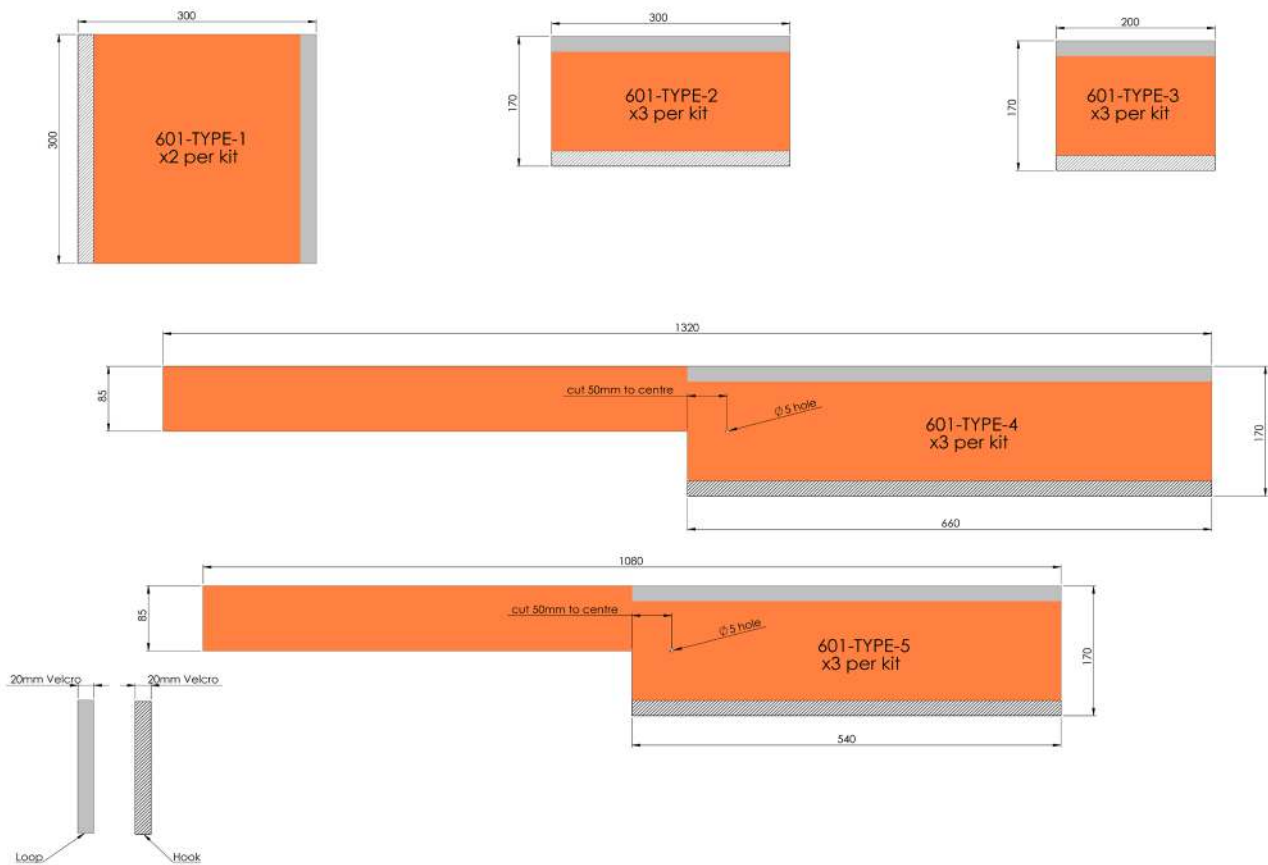 300
300
601-TYPE-1
x2 per kit
300
170
601-TYPE-2
x3 per kit
200
170
601-TYPE-3
x3 per kit
1320
85
cut 50mm to centre
∅5 hole
601-TYPE-4
x3 per kit
170
660
1080
85
cut 50mm to centre
∅5 hole
601-TYPE-5
x3 per kit
170
540
20mm Velcro
20mm Velcro
Loop
Hook